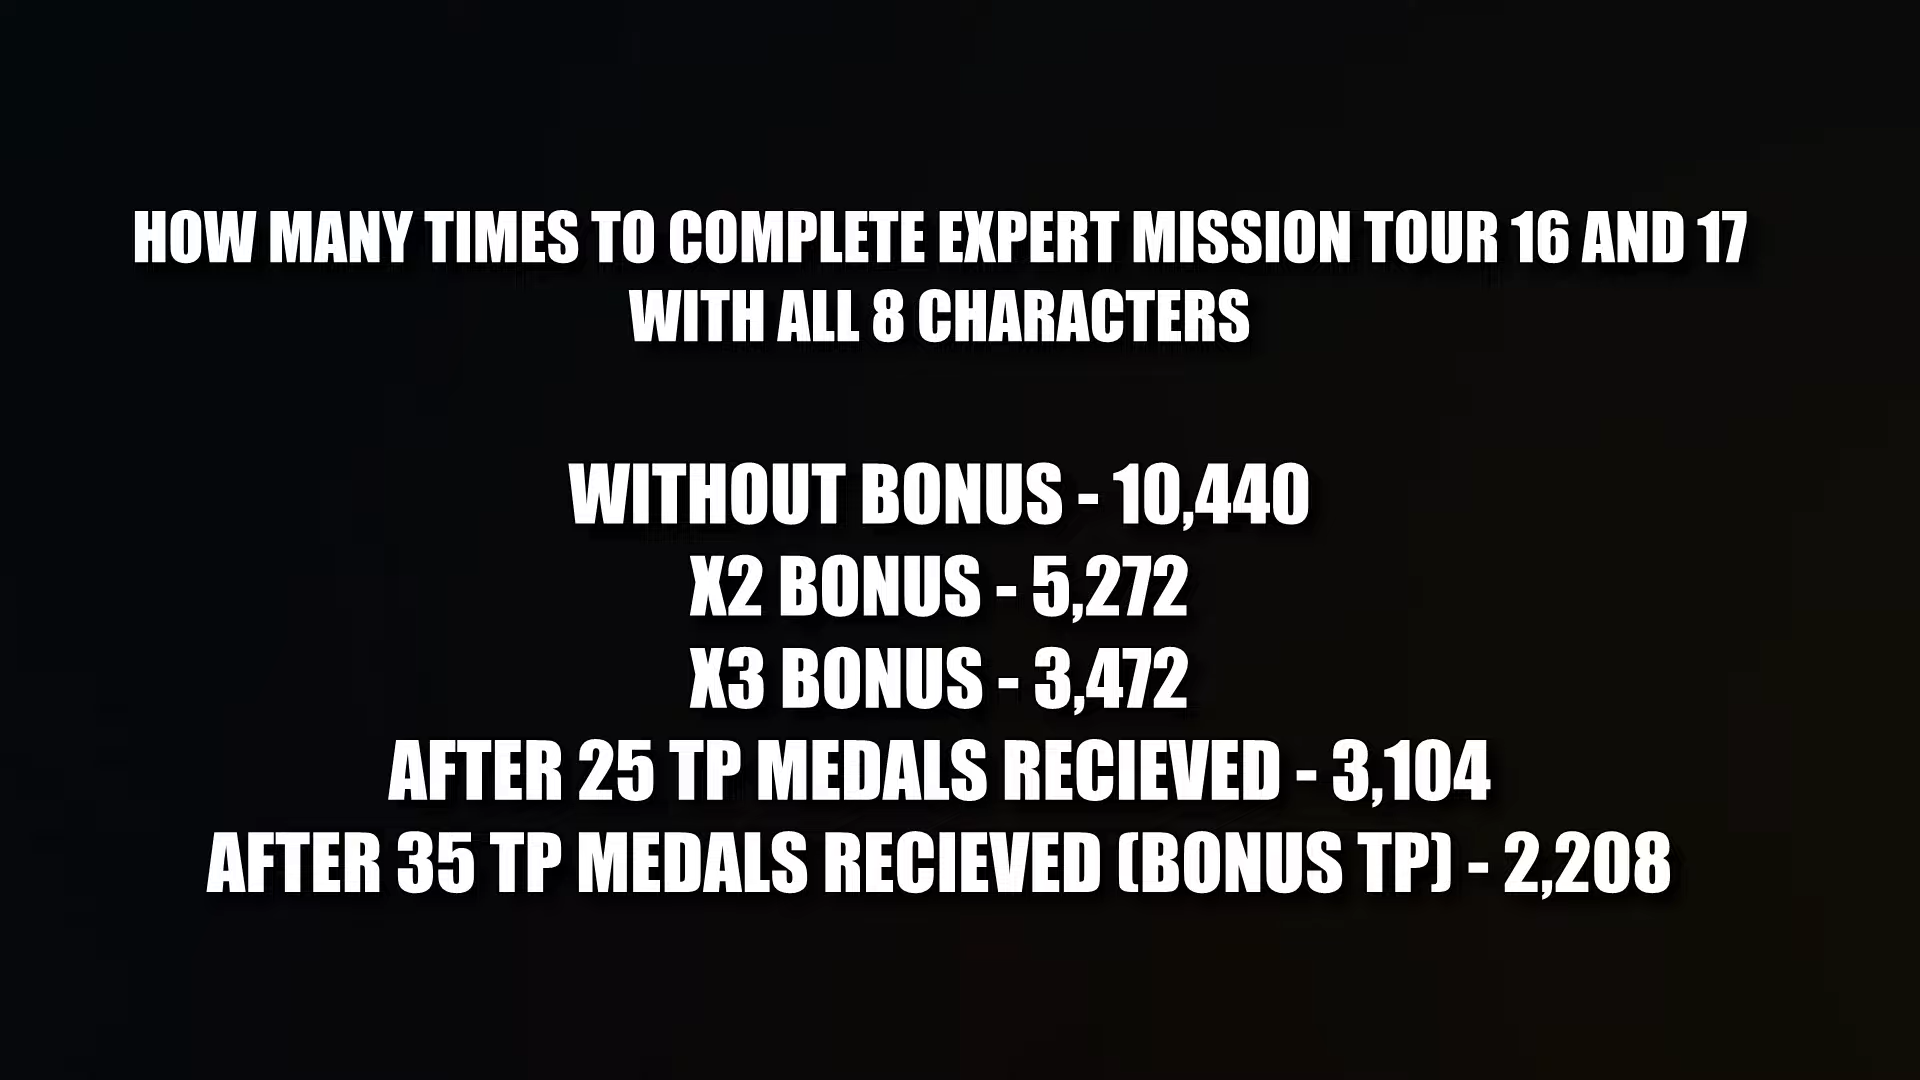 HOW MANY TIMES TO COMPLETE EXPERT MISSION TOUR 16 AND 17
WITH ALL 8 CHARACTERS
WITHOUT BONUS - 10,440
X2 BONUS - 5,272
X3 BONUS - 3,472
AFTER 25 TP MEDALS RECIEVED - 3,104
AFTER 35 TP MEDALS RECIEVED (BONUS TP) - 2,208